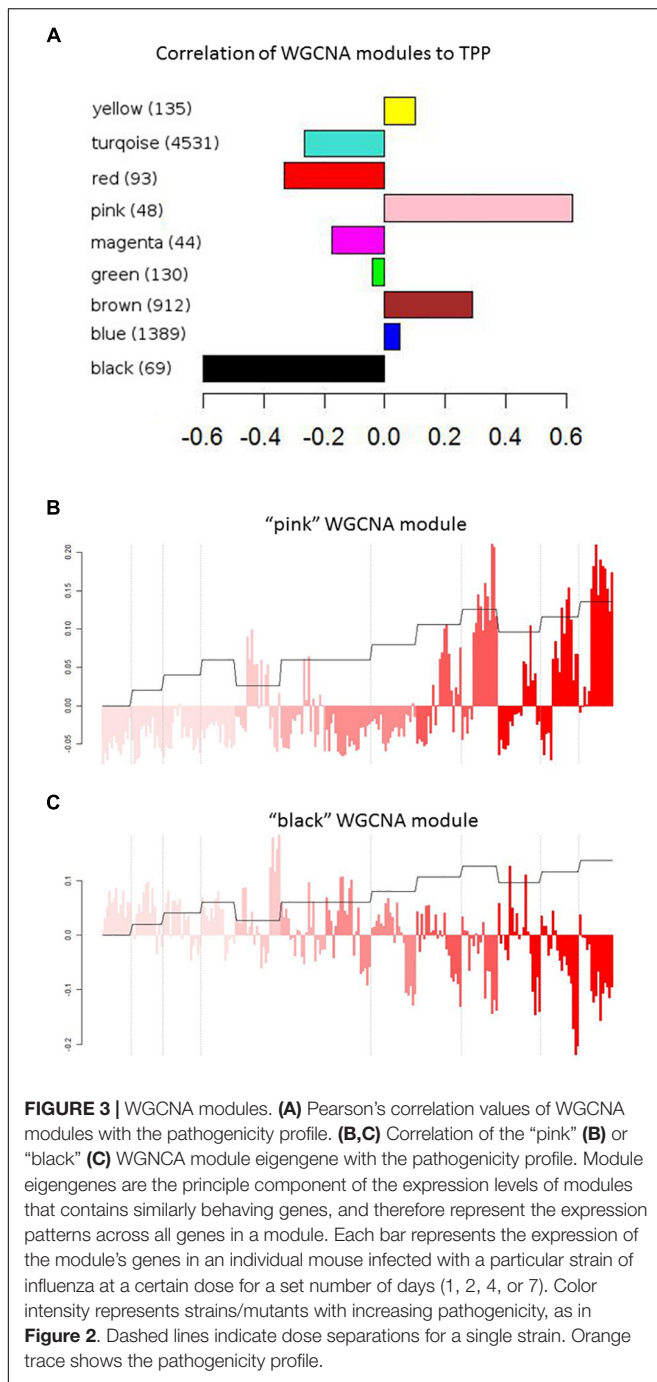 A
Correlation of WGCNA modules to TPP
yellow (135)
turqoise (4531)
red (93)
pink (48)
magenta (44)
green (130)
brown (912)
blue (1389)
black (69)
-0.6 -0.4 -0.2 0.0 0.2 0.4 0.6
B
"pink" WGCNA module
0.20
0.15
0.10
0.05
0.00
-0.05
C
"black" WGCNA module
0.1
0.0
-0.1
-0.2
FIGURE 3 | WGCNA modules. (A) Pearson's correlation values of WGCNA
modules with the pathogenicity profile. (B,C) Correlation of the "pink" (B) or
"black" (C) WGNCA module eigengene with the pathogenicity profile. Module
eigengenes are the principle component of the expression levels of modules
that contains similarly behaving genes, and therefore represent the expression
patterns across all genes in a module. Each bar represents the expression of
the module's genes in an individual mouse infected with a particular strain of
influenza at a certain dose for a set number of days (1, 2, 4, or 7). Color
intensity represents strains/mutants with increasing pathogenicity, as in
Figure 2. Dashed lines indicate dose separations for a single strain. Orange
trace shows the pathogenicity profile.